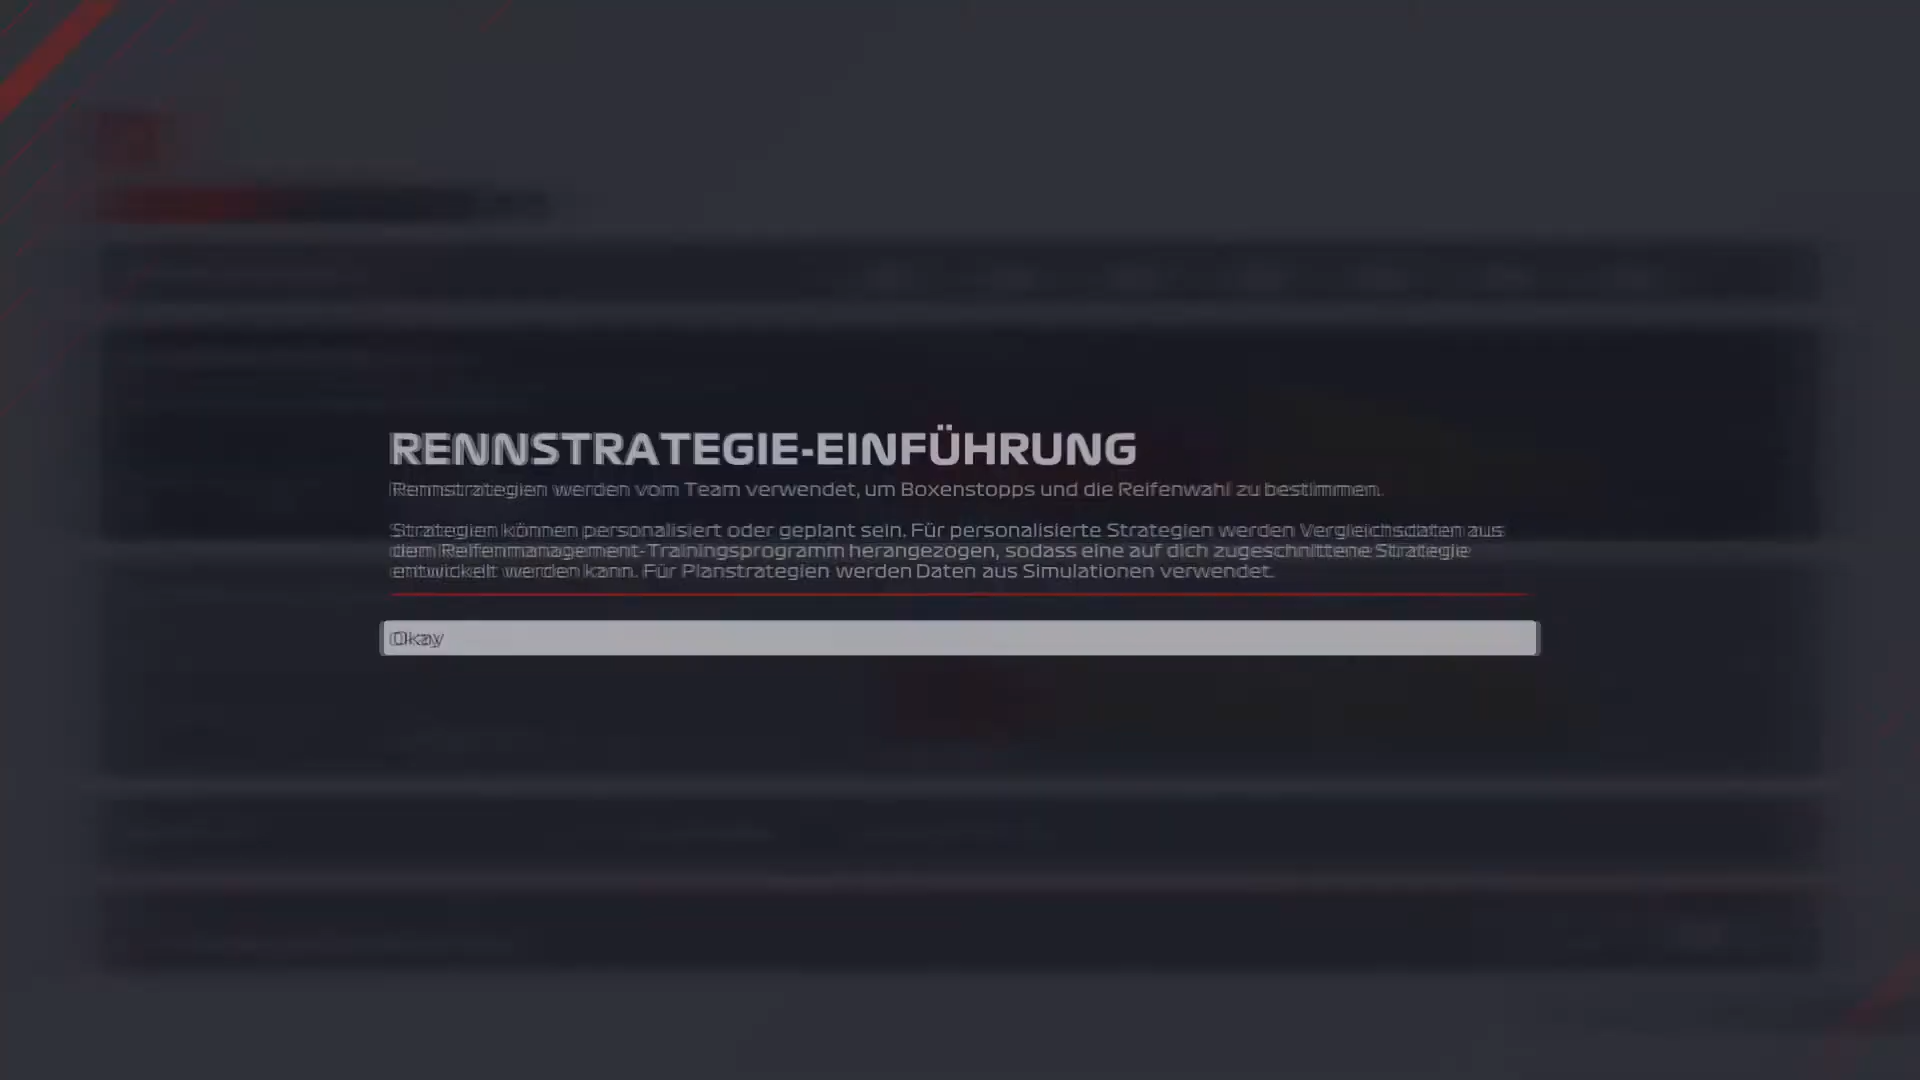 RENNSTRATEGIE-EINFÜHRUNG
Rennstrategien werden vom Team verwendet, um Boxenstopps und die Reifenwahl zu bestimmen.
Strategien können personalisiert oder geplant sein. Für personalisierte Strategien werden Vergleichsdaten aus
dem Reifenmanagement-Trainingsprogramm herangezogen, sodass eine auf dich zugeschnittene Strategie
entwickelt werden kann. Für Planstrategien werden Daten aus Simulationen verwendet.
Okay